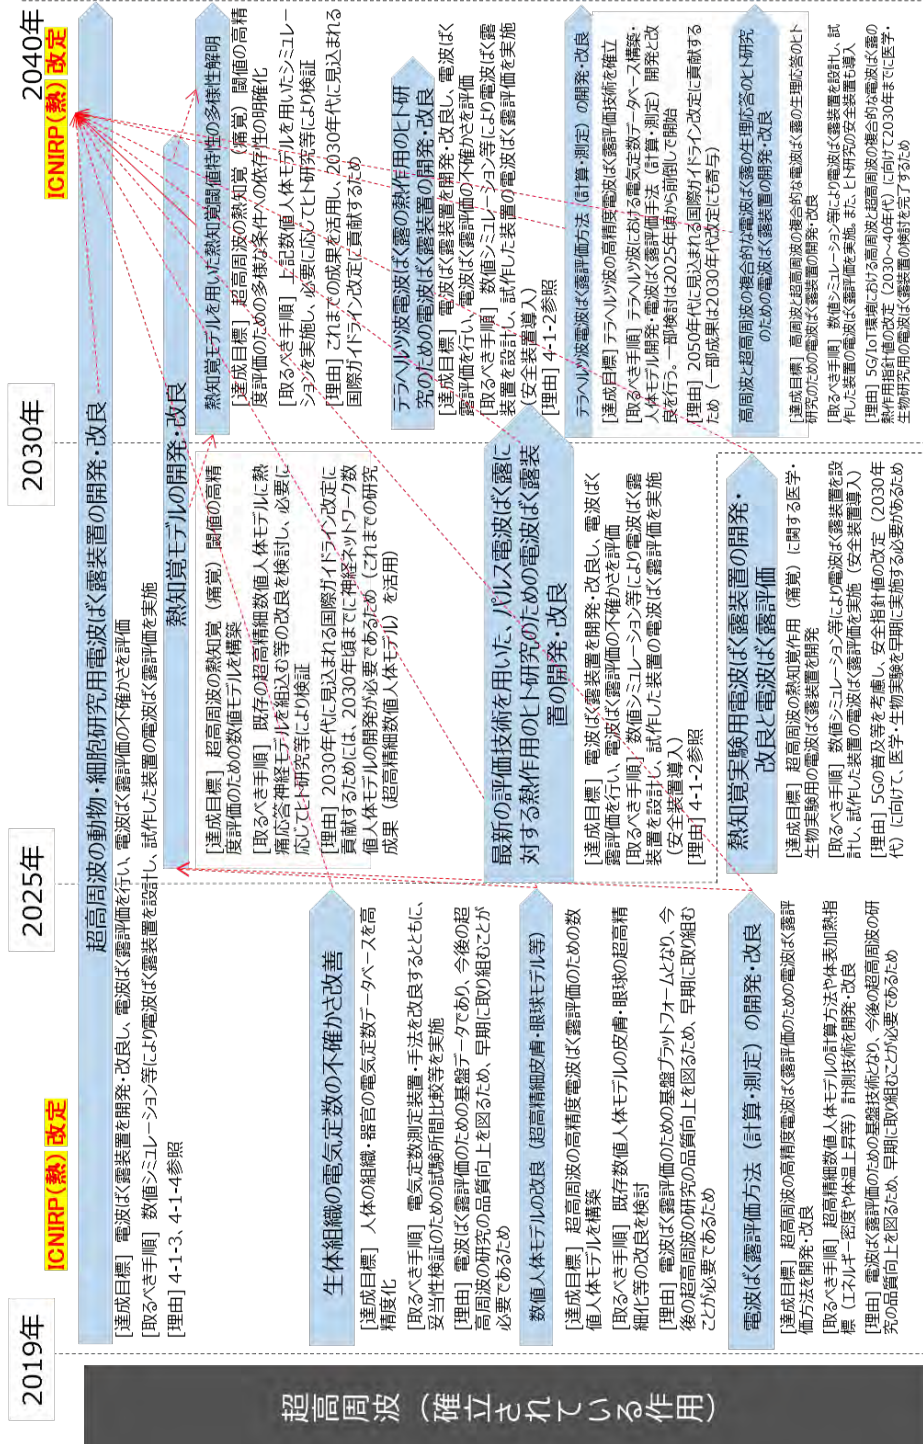 2019年
2025年
2030年
2040年
ICNIRP(熱) 改定
ICNIRP(熱) 改定
超高周波（確立されている作用）
超高周波の動物・細胞研究用電波ばく露装置の開発・改良
[達成目標] 電波ばく露装置を開発・改良し、電波ばく露評価を行い、電波ばく露評価の不確かさを評価
[取るべき手順] 数値シミュレーション等により電波ばく露装置を設計し、試作した装置の電波ばく露評価を実施
[理由] 4-1-3、4-1-4参照
生体組織の電気定数の不確かさ改善
[達成目標] 人体の組織・器官の電気定数データベースを高
精度化
[取るべき手順] 電気定数測定装置・手法を改良するとともに、
妥当性検証のための試験所間比較等を実施
[理由] 電波ばく露評価のための基盤データであり、今後の超
高周波の研究の品質向上を図るため、早期に取り組むことが
必要であるため
数値人体モデルの改良（超高精細皮膚・眼球モデル等）
[達成目標] 超高周波の高精度電波ばく露評価のための数
値人体モデルを構築
[取るべき手順] 既存数値人体モデルの皮膚・眼球の超高精
細化等の改良を検討
[理由] 電波ばく露評価のための基盤プラットフォームとなり、今
後の超高周波の研究の品質向上を図るため、早期に取り組む
ことが必要であるため
電波ばく露評価方法（計算・測定）の開発・改良
[達成目標] 超高周波の高精度電波ばく露評価のための電波ばく露評
価方法を開発・改良
[取るべき手順] 超高精細数値人体モデルの計算方法や体表加熱指
標（エネルギー密度や体温上昇等）計測技術を開発・改良
[理由] 電波ばく露評価のための基盤技術となり、今後の超高周波の研
究の品質向上を図るため、早期に取り組むことが必要であるため
熱知覚モデルの開発・改良
[達成目標] 超高周波の熱知覚（痛覚）閾値の高精
度評価のための数値モデルを構築
[取るべき手順] 既存の超高精細数値人体モデルに熱
痛応答神経モデルを組込む等の改良を検討し、必要に
応じてヒト研究等により検証
[理由] 2030年代に見込まれる国際ガイドライン改定に
貢献するためには、2030年頃までに神経ネットワーク数
値人体モデルの開発が必要であるため（これまでの研究
成果（超高精細数値人体モデル）を活用）
最新の評価技術を用いた、パルス電波ばく露に
対する熱作用のヒト研究のための電波ばく露装
置の開発・改良
[達成目標] 電波ばく露装置を開発・改良し、電波ばく
露評価を行い、電波ばく露評価の不確かさを評価
[取るべき手順] 数値シミュレーション等により電波ばく露
装置を設計し、試作した装置の電波ばく露評価を実施
（安全装置導入）
[理由] 4-1-2参照
熱知覚実験用電波ばく露装置の開発・
改良と電波ばく露評価
[達成目標] 超高周波の熱知覚作用（痛覚）に関する医学・
生物実験用の電波ばく露装置を開発
[取るべき手順] 数値シミュレーション等により電波ばく露装置を設
計し、試作した装置の電波ばく露評価を実施（安全装置導入）
[理由] 5Gの普及等を考慮し、安全指針値の改定（2030年
代）に向けて、医学・生物実験を早期に実施する必要があるため
熱知覚モデルを用いた熱知覚閾値特性の多様性解明
[達成目標] 超高周波の熱知覚（痛覚）閾値の高精
度評価のための多様な条件への依存性の明確化
[取るべき手順] 上記数値人体モデルを用いたシミュレー
ションを実施し、必要に応じてヒト研究等により検証
[理由] これまでの成果を活用し、2030年代に見込まれる
国際ガイドライン改定に貢献するため
テラヘルツ波電波ばく露の熱作用のヒト研
究のための電波ばく露装置の開発・改良
[達成目標] 電波ばく露装置を開発・改良し、電波ばく
露評価を行い、電波ばく露評価の不確かさを評価
[取るべき手順] 数値シミュレーション等により電波ばく露
装置を設計し、試作した装置の電波ばく露評価を実施
（安全装置導入）
[理由] 4-1-2参照
テラヘルツ波電波ばく露評価方法（計算・測定）の開発・改良
[達成目標] テラヘルツ波の高精度電波ばく露評価技術を確立
[取るべき手順] テラヘルツ波における電気定数データベース構築・
人体モデル開発・電波ばく露評価手法（計算・測定）開発と改
良を行う。一部検討は2025年頃から前倒しで開始
[理由] 2050年代に見込まれる国際ガイドライン改定に貢献する
ため（一部成果は2030年代改定にも寄与）
高周波と超高周波の複合的な電波ばく露の生理応答のヒト研究
のための電波ばく露装置の開発・改良
[達成目標] 高周波と超高周波の複合的な電波ばく露の生理応答のヒト
研究のための電波ばく露装置の開発・改良
[取るべき手順] 数値シミュレーション等により電波ばく露装置を設計し、試
作した装置の電波ばく露評価を実施。また、ヒト研究の安全装置も導入
[理由] 5G/IoT環境における高周波と超高周波の複合的な電波ばく露の
熱作用指針値の改定（2030～40年代）に向けて2030年までに医学・
生物研究用の電波ばく露装置の検討を完了するため